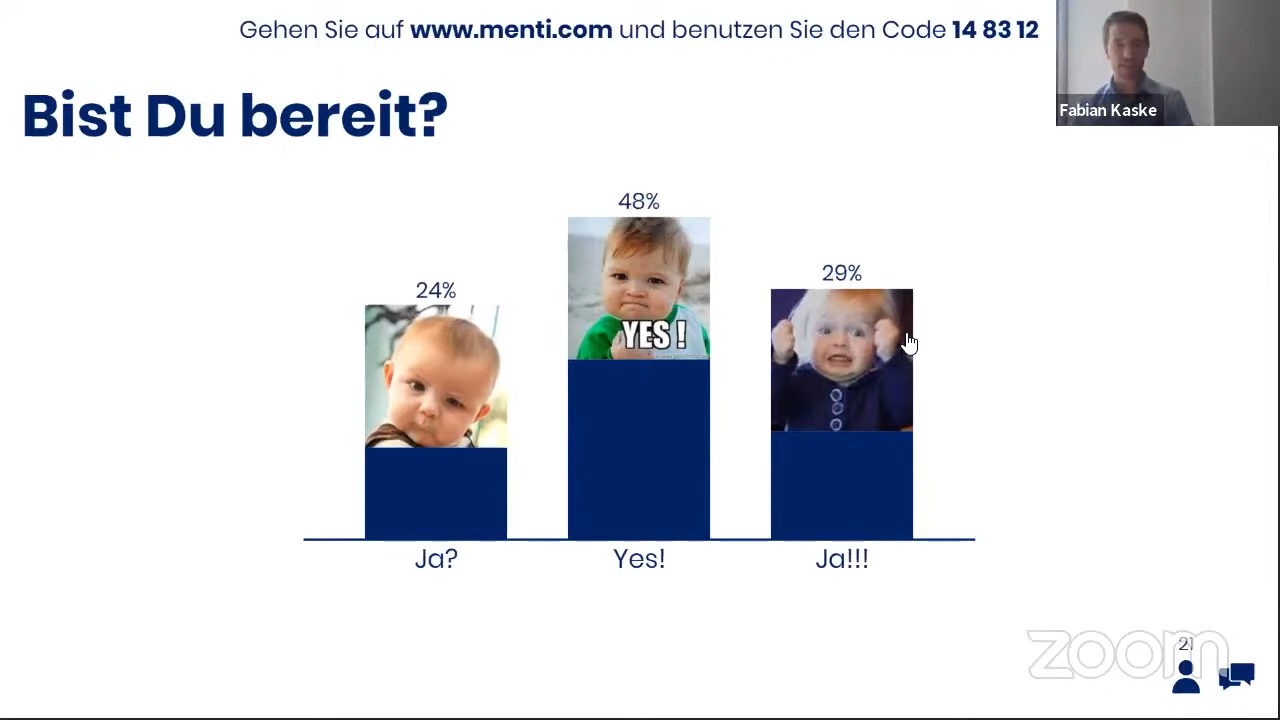 Gehen Sie auf www.menti.com und benutzen Sie den Code 14 83 12
Fabian Kaske
Bist Du bereit?
48%
29%
24%
YES !
Ja?
Yes!
Ja!!!
zoom
21